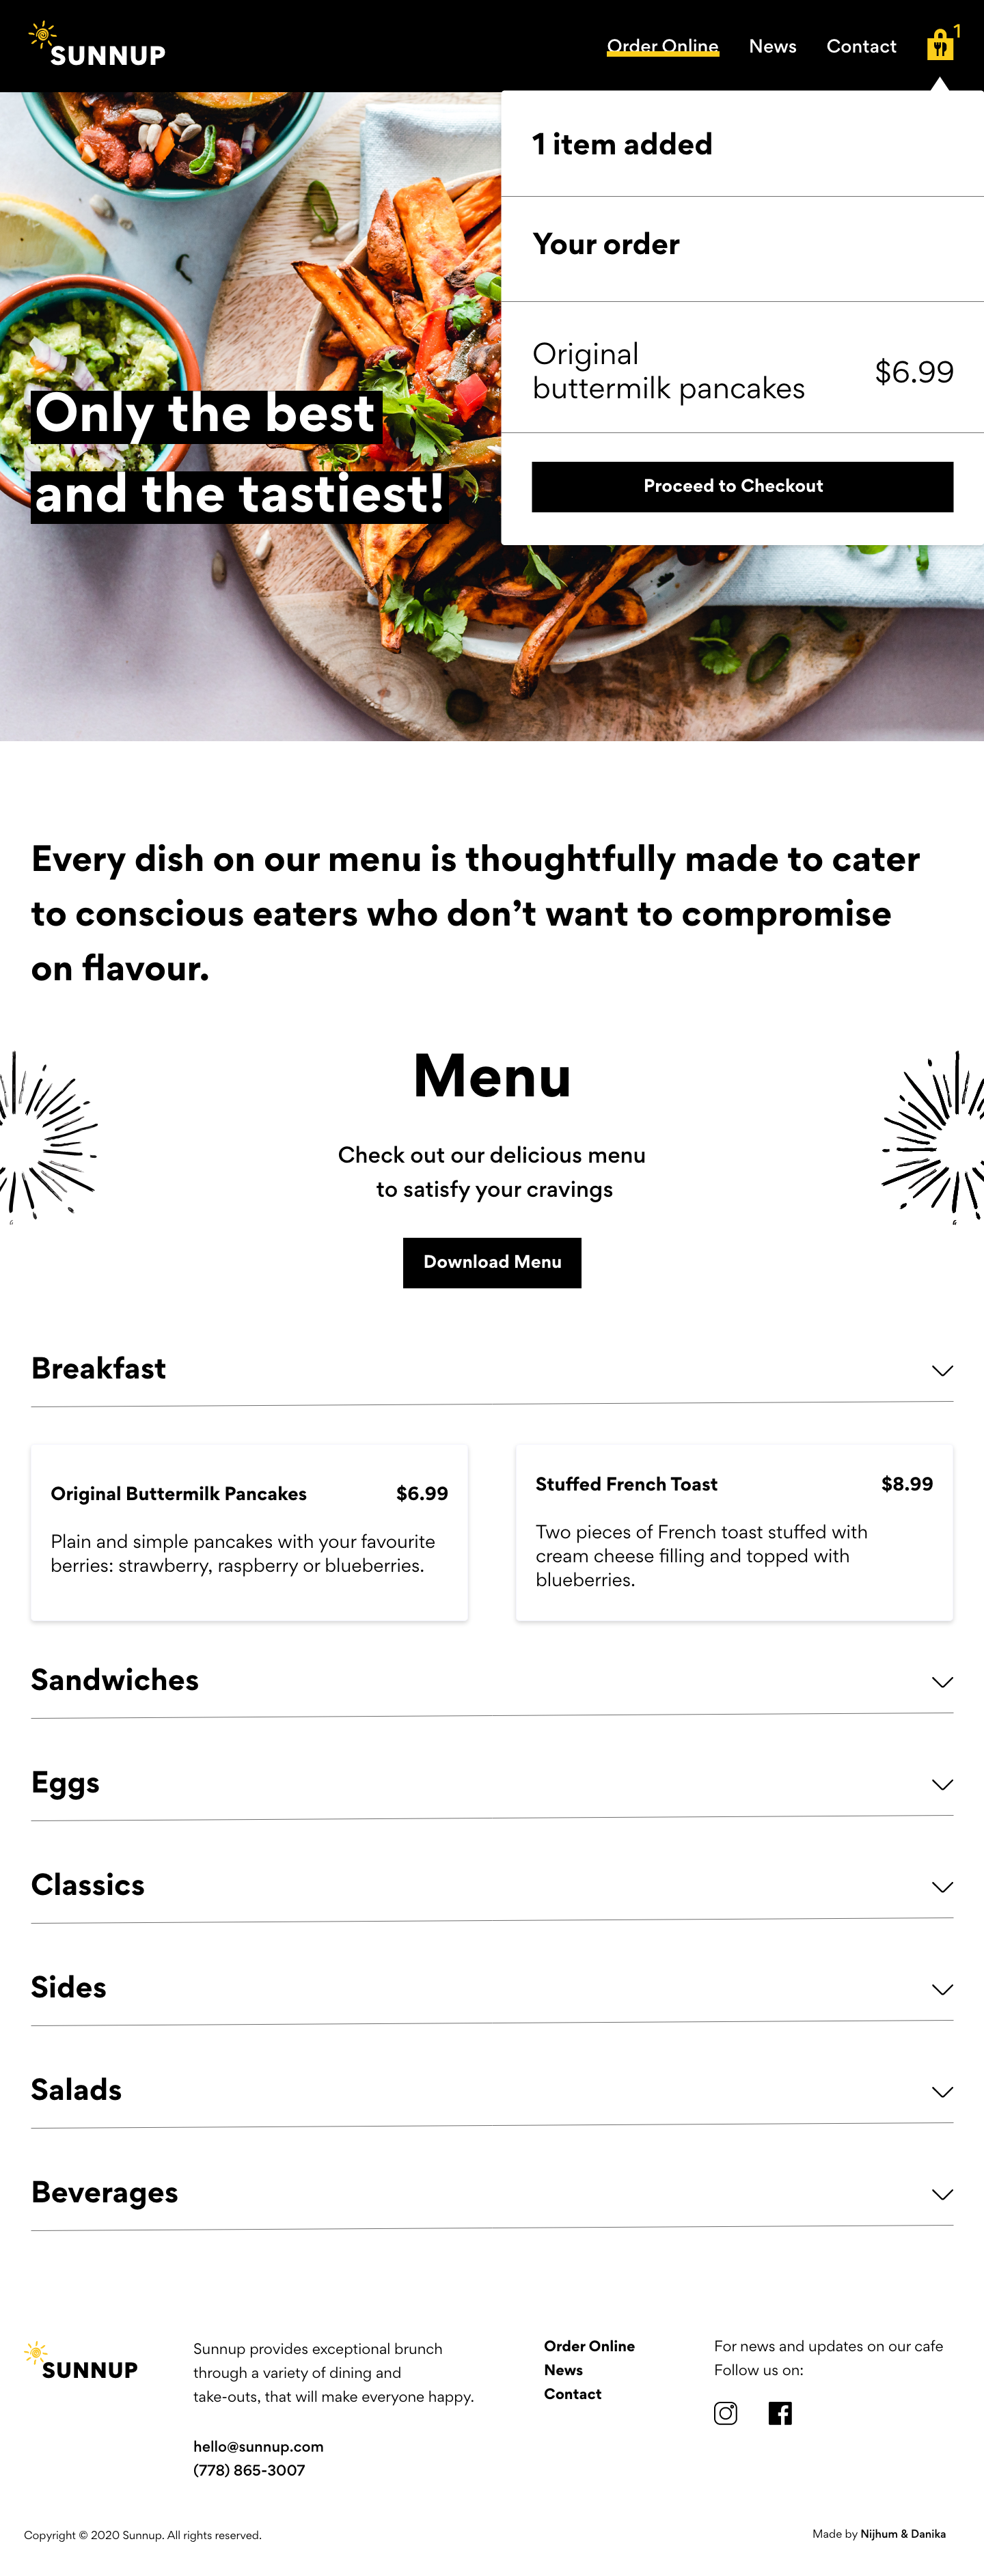 SUNNUP
Order Online
News
Contact
1
1 item added
Your order
Original
buttermilk pancakes
$6.99
Proceed to Checkout
Only the best
and the tastiest!
Every dish on our menu is thoughtfully made to cater
to conscious eaters who don’t want to compromise
on flavour.
Menu
Check out our delicious menu
to satisfy your cravings
Download Menu
Breakfast
Original Buttermilk Pancakes
$6.99
Plain and simple pancakes with your favourite
berries: strawberry, raspberry or blueberries.
Stuffed French Toast
$8.99
Two pieces of French toast stuffed with
cream cheese filling and topped with
blueberries.
Sandwiches
Eggs
Classics
Sides
Salads
Beverages
SUNNUP
Sunnup provides exceptional brunch
through a variety of dining and
take-outs, that will make everyone happy.
hello@sunnup.com
(778) 865-3007
Order Online
News
Contact
For news and updates on our cafe
Follow us on:
Copyright © 2020 Sunnup. All rights reserved.
Made by Nijhum & Danika